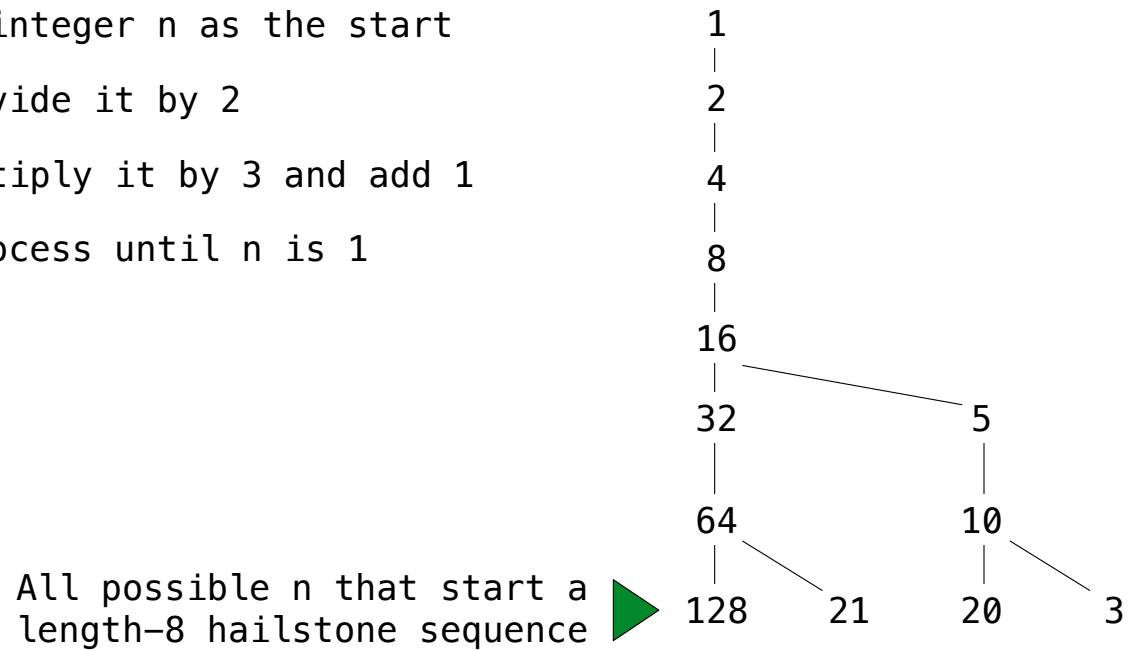 integer n as the start
vide it by 2
tiply it by 3 and add 1
ocess until n is 1
1
2
4
8
16
32 5
64 10
All possible n that start a
length–8 hailstone sequence
128 21 20 3